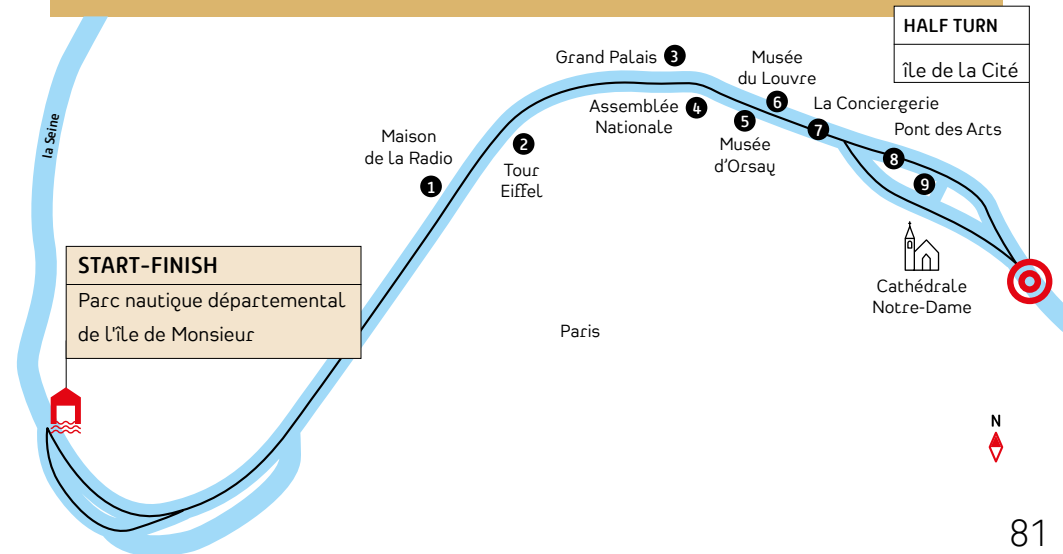 HALF TURN
île de la Cité
Grand Palais 3
Musée
du Louvre
6
La Conciergerie
7
Pont des Arts
8
9
Assemblée
Nationale
4
5
Musée
d'Orsay
Maison
de la Radio
1
2
Tour
Eiffel
la Seine
START-FINISH
Parc nautique départemental
de l'île de Monsieur
Cathédrale
Notre-Dame
Paris
N
81